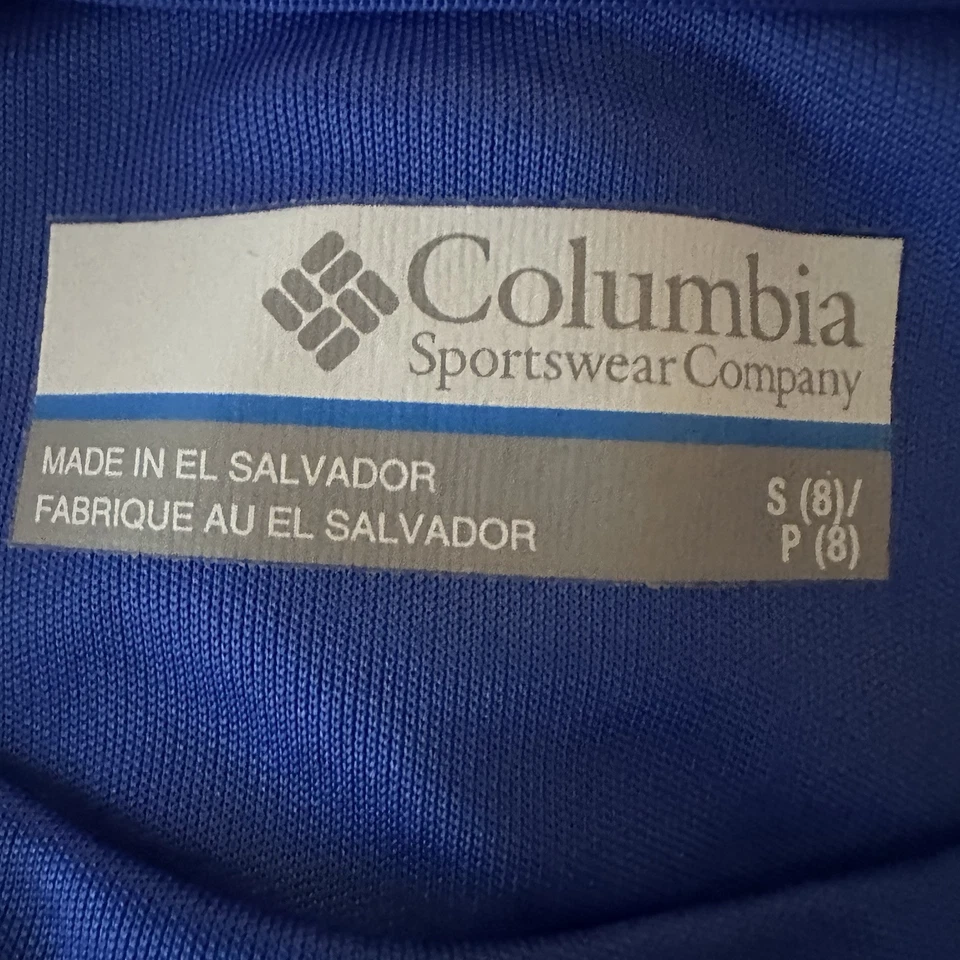 Columbia
Sportswear Company
MADE IN EL SALVADOR
FABRIQUE AU EL SALVADOR
S (8)/
P (8)